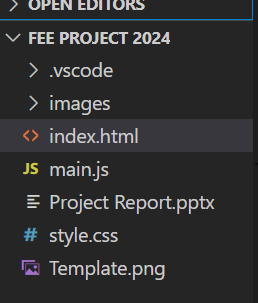 OPEN EDITORS
FEE PROJECT 2024
.vscode
images
<> index.html
JS main.js
Project Report.pptx
# style.css
Template.png